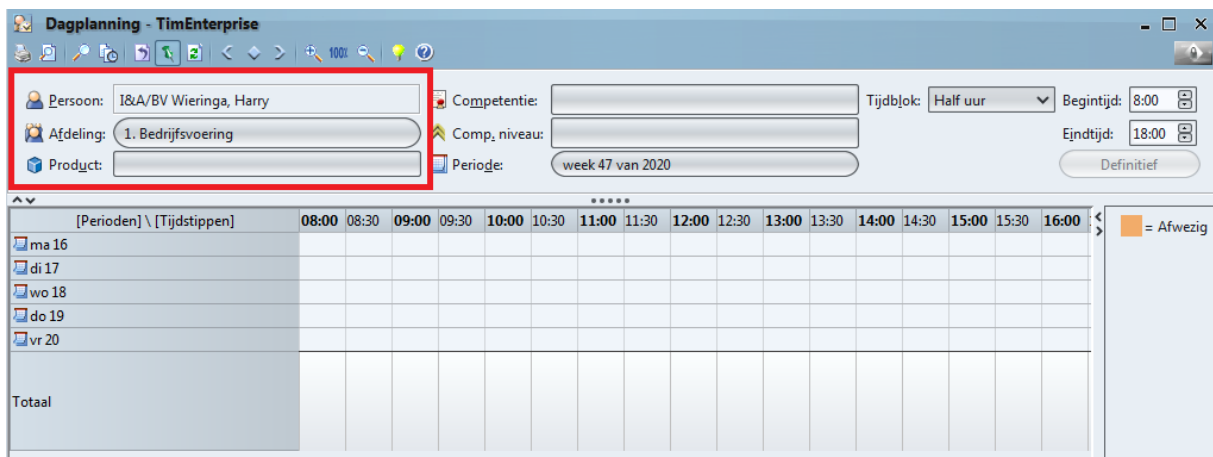 Dagplanning - TimEnterprise
100%
Persoon: I&A/BV Wieringa, Harry
Competentie:
Tijdblok: Half uur
Begintijd: 8:00
Afdeling: 1. Bedrijfsvoering
Comp. niveau:
Eindtijd: 18:00
Product:
Periode: week 47 van 2020
Definitief
[Perioden] \ [Tijdstippen] 08:00 08:30 09:00 09:30 10:00 10:30 11:00 11:30 12:00 12:30 13:00 13:30 14:00 14:30 15:00 15:30 16:00
= Afwezig
ma 16
di 17
wo 18
do 19
vr 20
Totaal